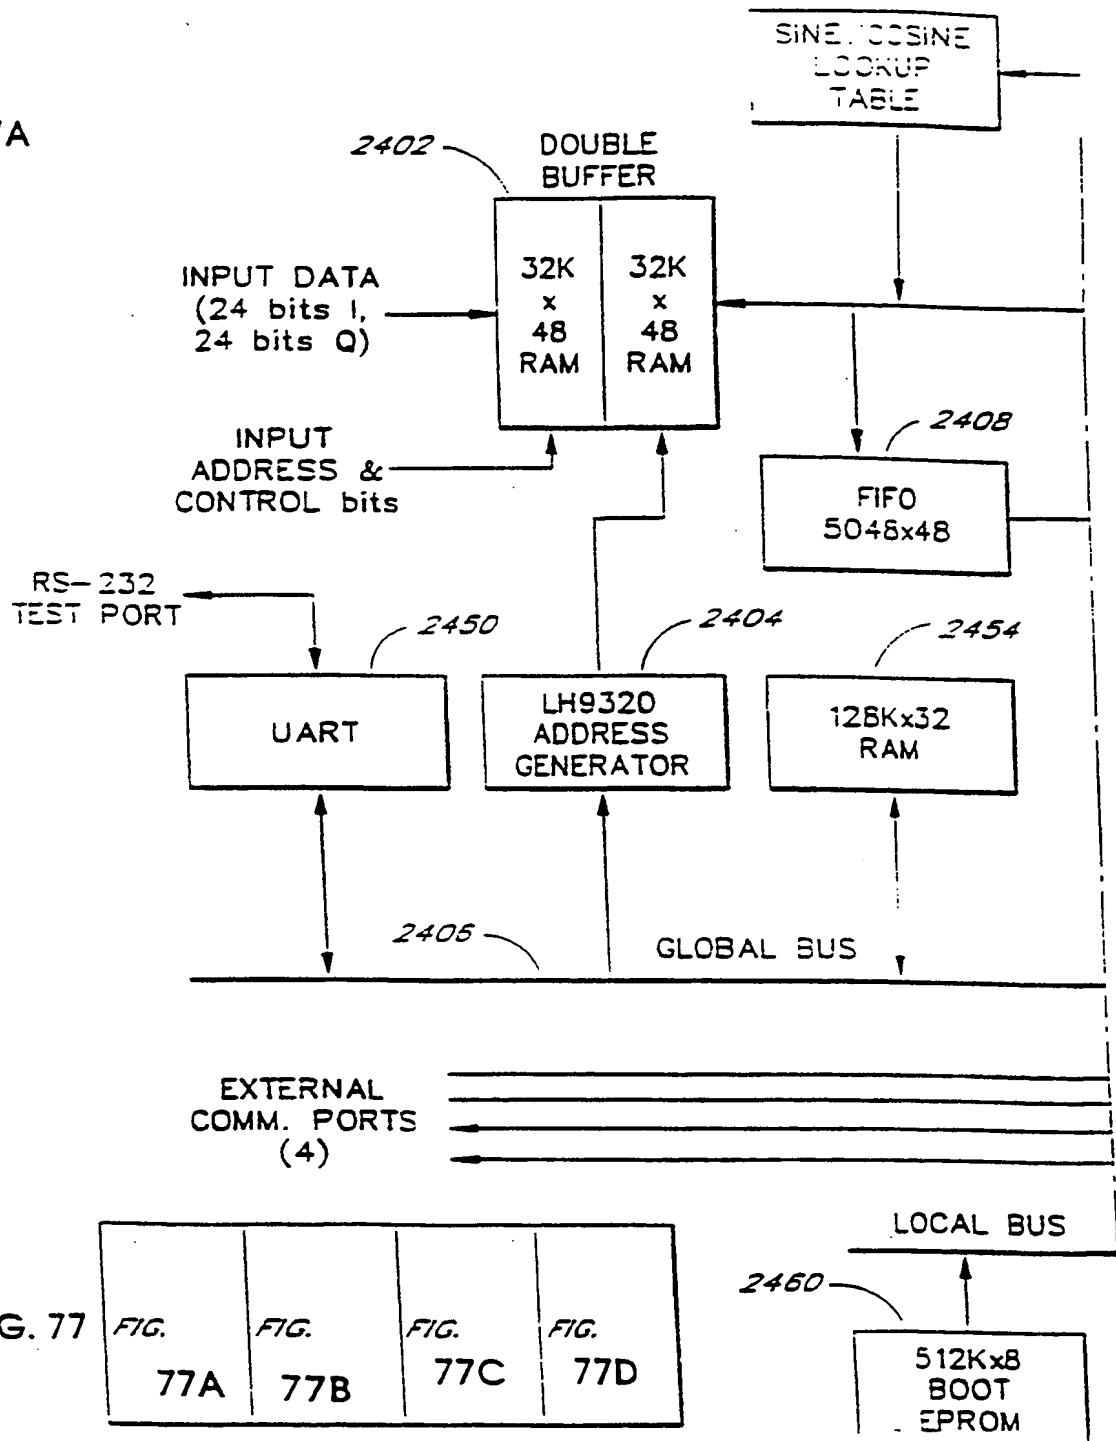 SINE/COSINE
LOOKUP
TABLE
7A
2402
DOUBLE
BUFFER
32K
x
48
RAM
32K
x
48
RAM
INPUT DATA
(24 bits I,
24 bits Q)
INPUT
ADDRESS &
CONTROL bits
2408
FIFO
5048x48
RS-232
TEST PORT
2450
UART
2404
LH9320
ADDRESS
GENERATOR
2454
128Kx32
RAM
2405
GLOBAL BUS
EXTERNAL
COMM. PORTS
(4)
LOCAL BUS
2460
512Kx8
BOOT
EPROM
G. 77
FIG.
77A
FIG.
77B
FIG.
77C
FIG.
77D